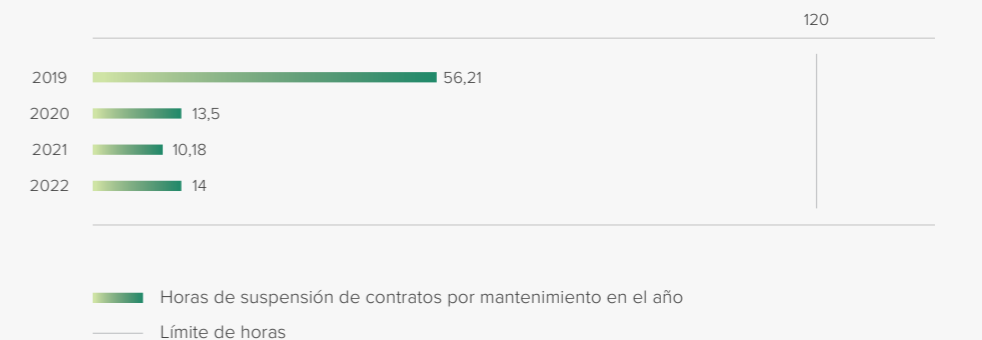 120
2019 56,21
2020 13,5
2021 10,18
2022 14
Horas de suspensión de contratos por mantenimiento en el año
Límite de horas